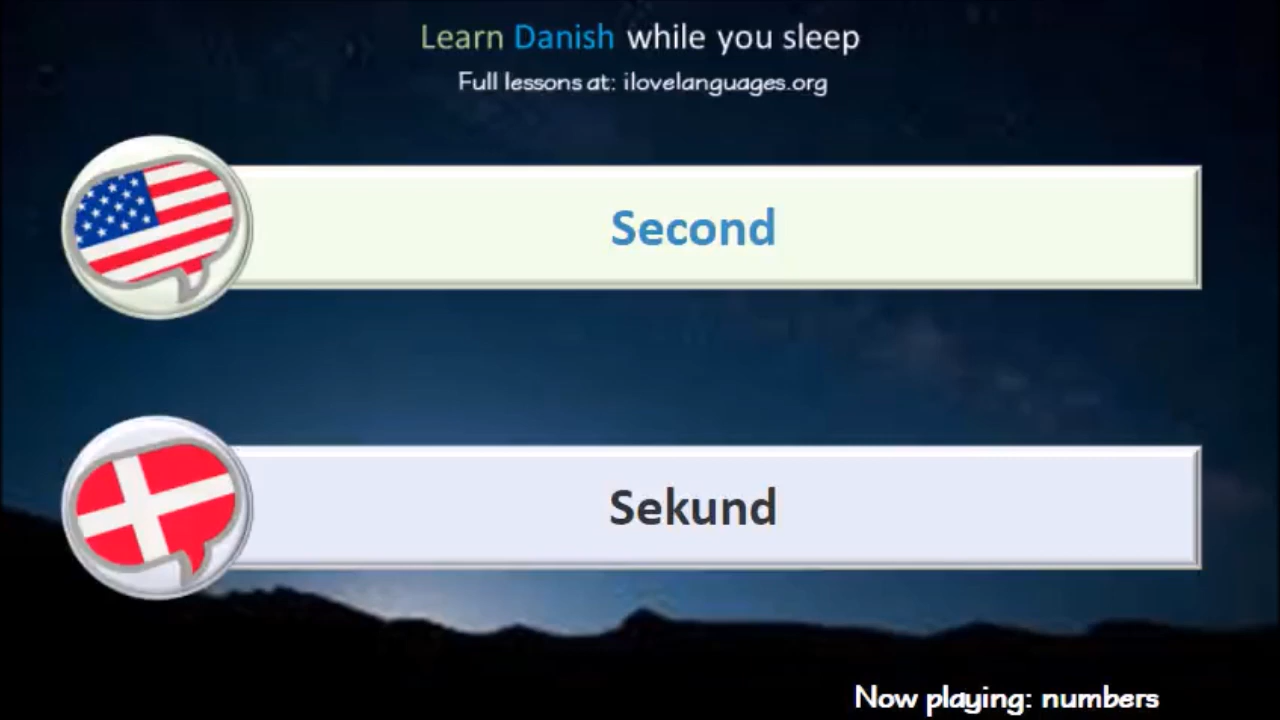 Learn Danish while you sleep
Full lessons at: ilovelanguages.org
Second
Sekund
Now playing: numbers